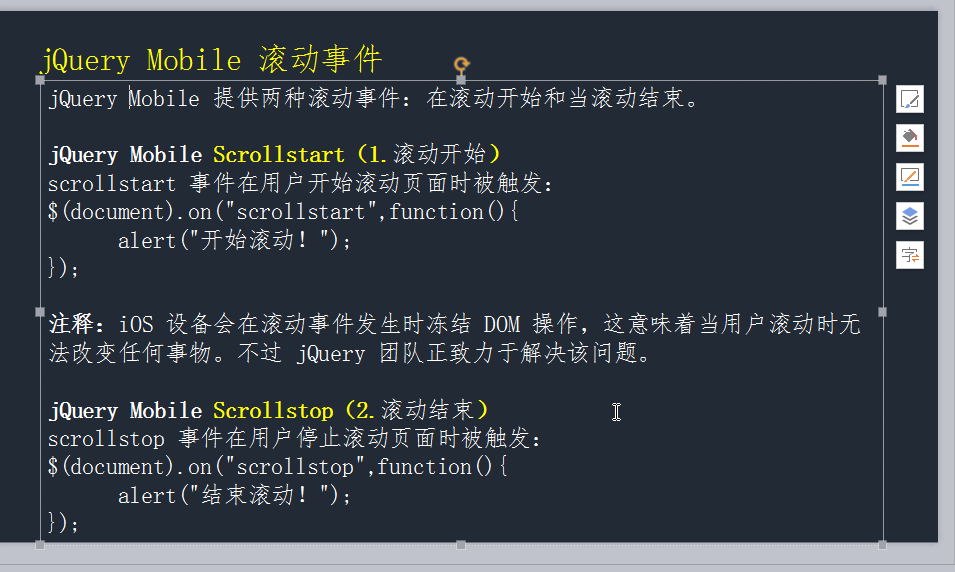 jQuery Mobile 滚动事件
jQuery Mobile 提供两种滚动事件：在滚动开始和当滚动结束。
jQuery Mobile Scrollstart（1.滚动开始）
scrollstart 事件在用户开始滚动页面时被触发：
$(document).on("scrollstart",function(){
alert("开始滚动！");
});
注释：iOS 设备会在滚动事件发生时冻结 DOM 操作，这意味着当用户滚动时无
法改变任何事物。不过 jQuery 团队正致力于解决该问题。
jQuery Mobile Scrollstop（2.滚动结束）
scrollstop 事件在用户停止滚动页面时被触发：
$(document).on("scrollstop",function(){
alert("结束滚动！");
});
字